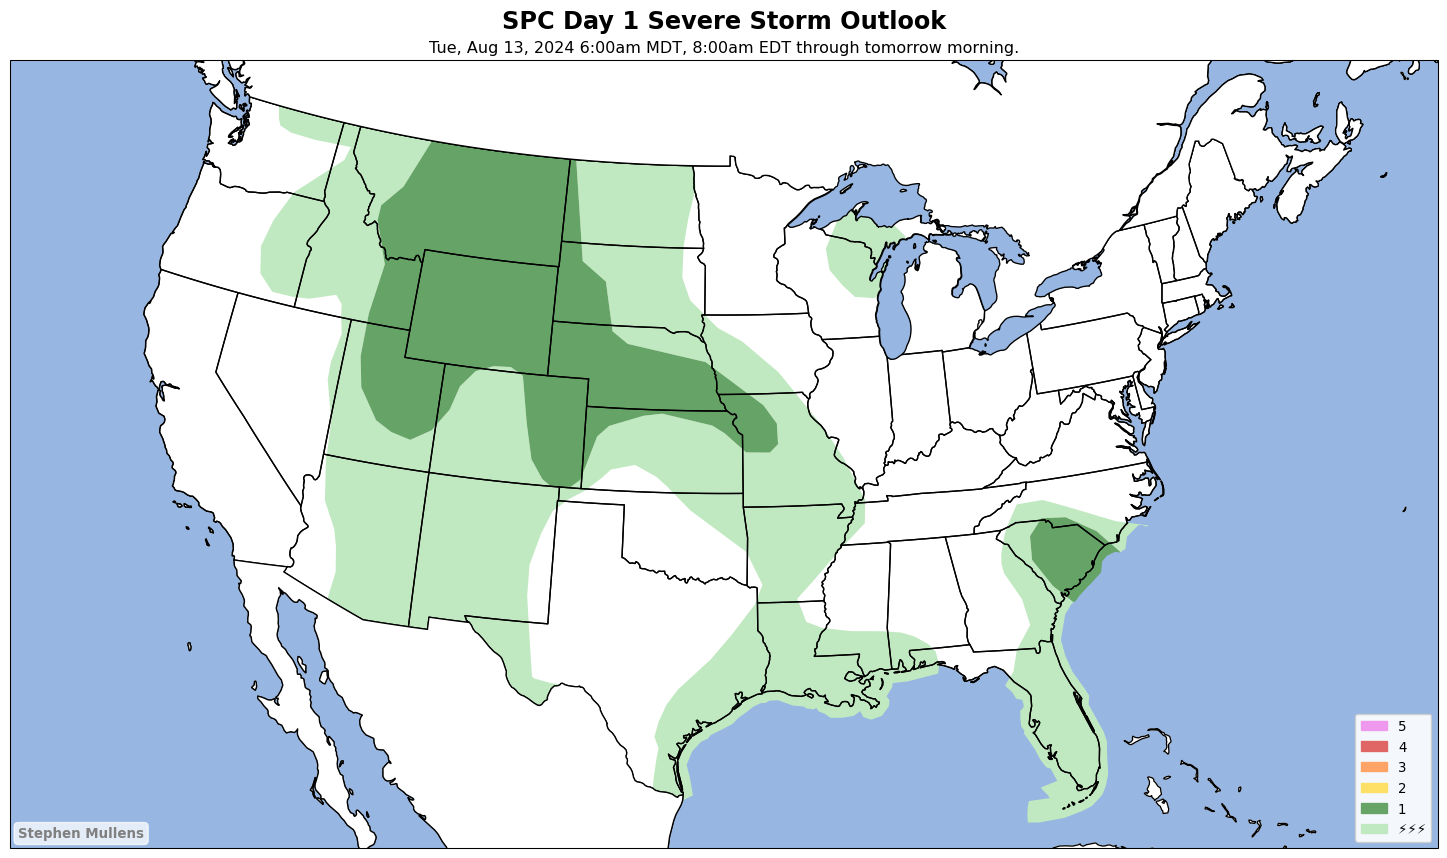 SPC Day 1 Severe Storm Outlook
Tue, Aug 13, 2024 6:00am MDT, 8:00am EDT through tomorrow morning.
5
4
3
2
1
⚡⚡⚡
Stephen Mullens